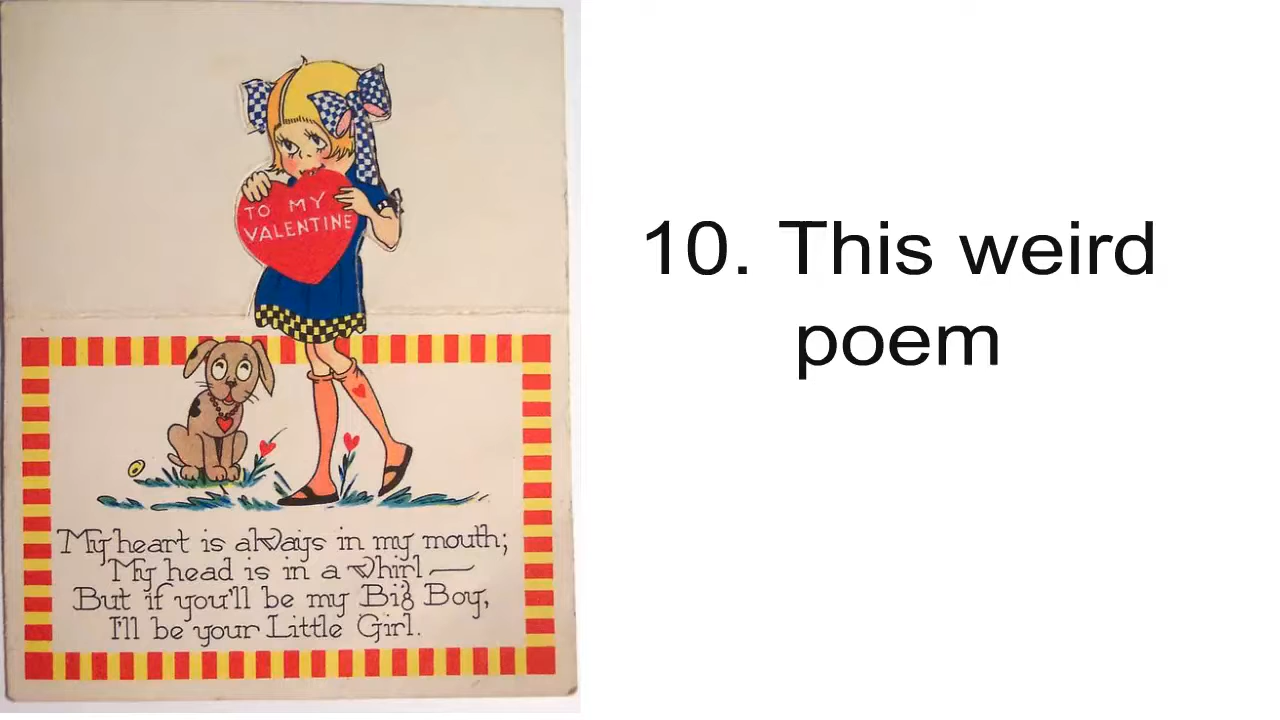 TO MY
VALENTINE
My heart is always in my mouth;
My head is in a whirl —
But if you'll be my Big Boy,
I'll be your Little Girl.
10. This weird
poem